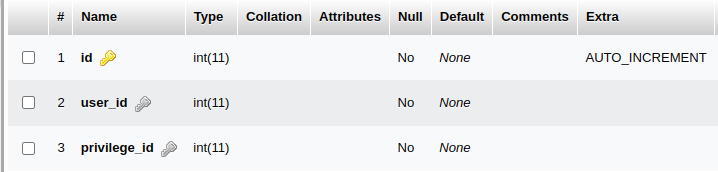 # Name Type Collation Attributes Null Default Comments Extra
1 id int(11) No None AUTO_INCREMENT
2 user_id int(11) No None
3 privilege_id int(11) No None